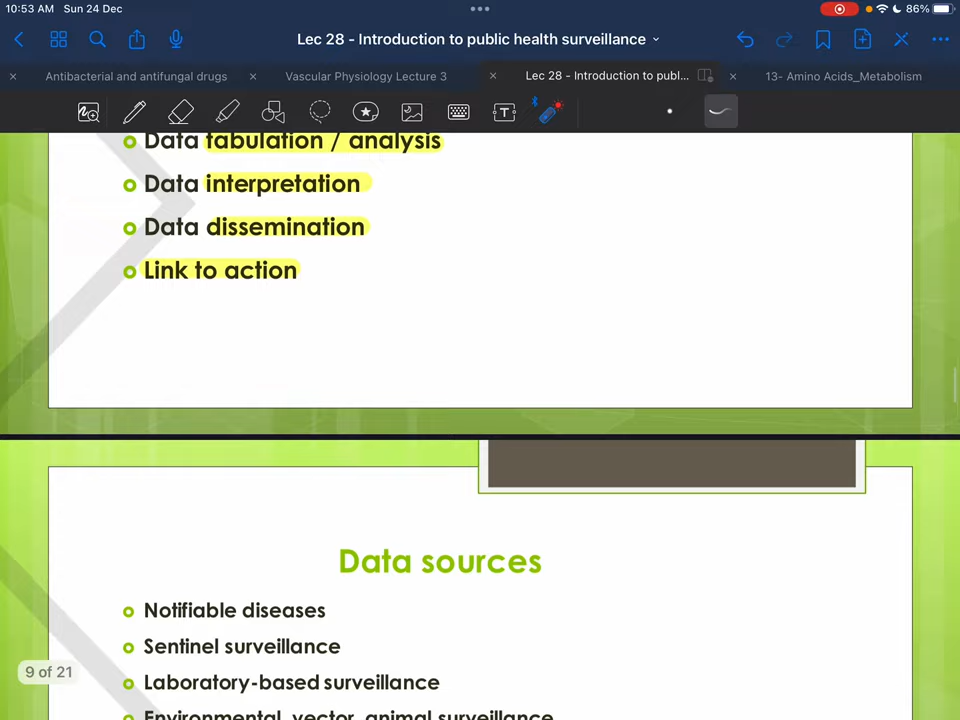 10:53 AM Sun 24 Dec
86%
Lec 28 - Introduction to public health surveillance
Antibacterial and antifungal drugs
Vascular Physiology Lecture 3
Lec 28 - Introduction to publ...
13- Amino Acids_Metabolism
T
Data tabulation / analysis
Data interpretation
Data dissemination
Link to action
Data sources
Notifiable diseases
Sentinel surveillance
9 of 21
Laboratory-based surveillance
Environmental, vector, animal surveillance